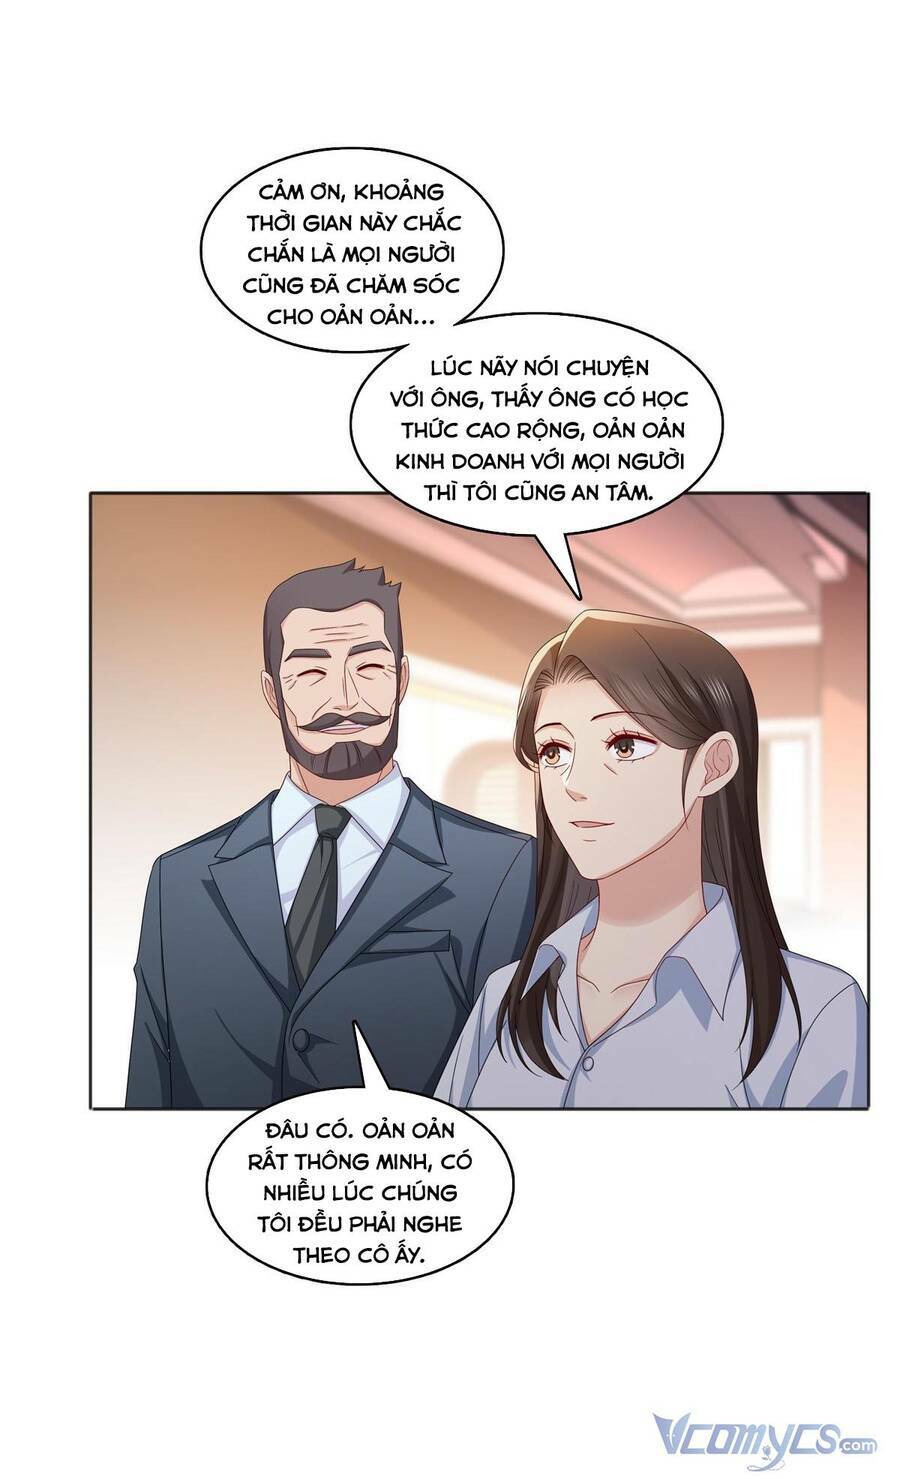 CẢM ƠN, KHOẢNG
THỜI GIAN NÀY CHẮC
CHẮN LÀ MỌI NGƯỜI
CŨNG ĐÃ CHĂM SÓC
CHO OẢN OẢN...
LÚC NÃY NÓI CHUYỆN
VỚI ÔNG, THẤY ÔNG CÓ HỌC
THỨC CAO RỘNG, OẢN OẢN
KINH DOANH VỚI MỌI NGƯỜI
THÌ TÔI CŨNG AN TÂM.
ĐÂU CÓ. OẢN OẢN
RẤT THÔNG MINH, CÓ
NHIỀU LÚC CHÚNG
TÔI ĐỀU PHẢI NGHE
THEO CÔ ẤY.
VCOMYCS.com